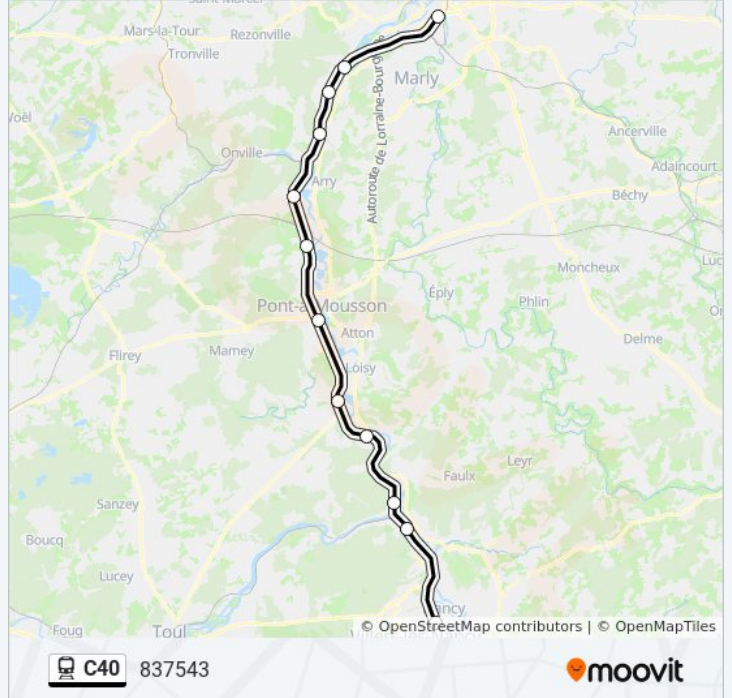 Mars-la-Tour
Rezonville
Tronville
Marly
Autoroute de Lorraine-Bourgogne
Ancerville
Onville
Adaincourt
Arry
Béchy
Moncheux
Éply
Phlin
Pont-à-Mousson
Atton
Delme
Mamey
Flirey
Loisy
Leyr
Faulx
Sanzey
Boucq
Lucey
ancy
Foug
Toul
© OpenStreetMap contributors | © OpenMapTiles
C40 837543
moovit